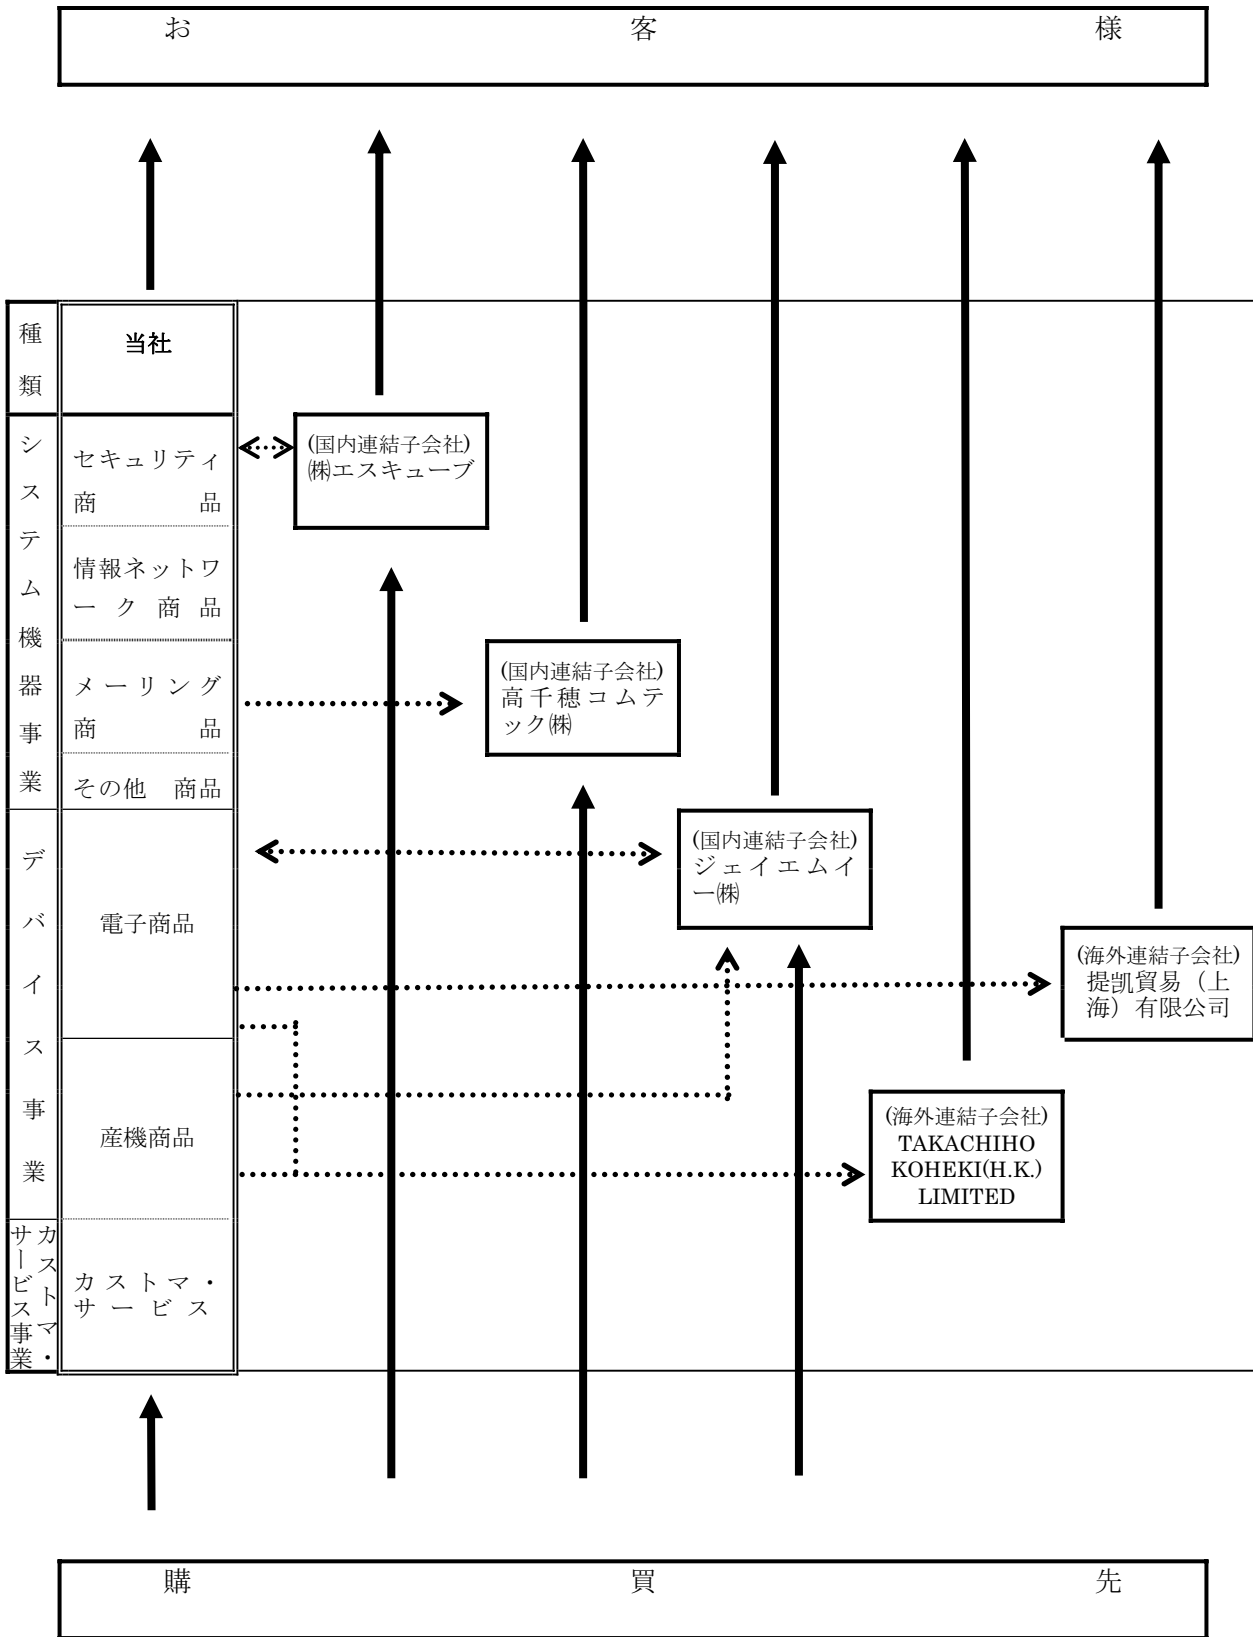 お 客 様
種類
当社
システム機器事業
セキュリティ
商 品
(国内連結子会社)
㈱エスキューブ
情報ネットワ
ーク商品
メーリング
商 品
(国内連結子会社)
高千穂コムテ
ック㈱
その他 商品
デバイス事業
電子商品
(国内連結子会社)
ジェイエムイ
ー㈱
(海外連結子会社)
提凱貿易（上
海）有限公司
産機商品
(海外連結子会社)
TAKACHIHO
KOHEKI(H.K.)
LIMITED
カストマ・
サービス事業
カストマ・
サービス
購 買 先